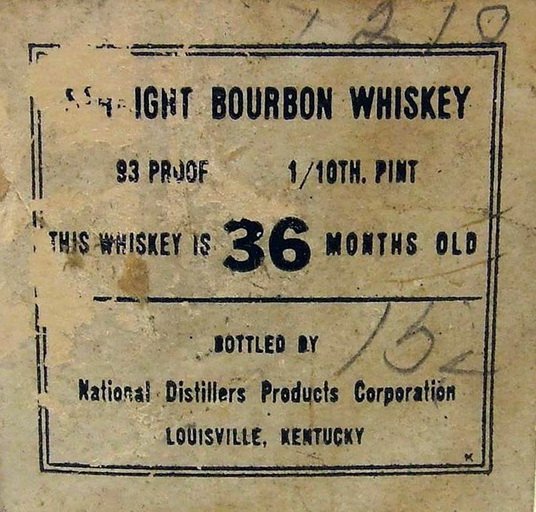 STRAIGHT BOURBON WHISKEY
93 PROOF 1/10TH. PINT
THIS WHISKEY IS 36 MONTHS OLD
BOTTLED BY
National Distillers Products Corporation
LOUISVILLE, KENTUCKY